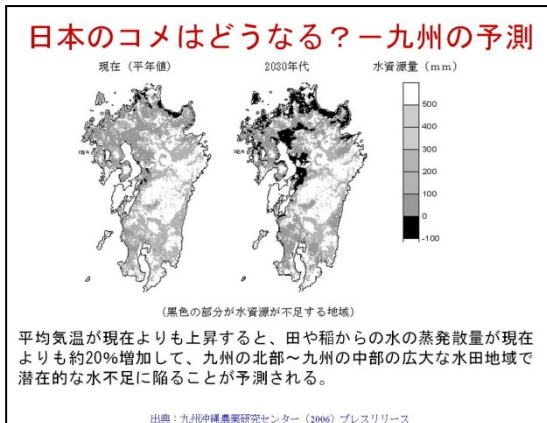 日本のコメはどうなる？－九州の予測
現在（平年値）
2030年代
水資源量（mm）
500
400
300
200
100
0
-100
（黒色の部分が水資源が不足する地域）
平均気温が現在よりも上昇すると、田や稲からの水の蒸発散量が現在
よりも約20%増加して、九州の北部～九州の中部の広大な水田地域で
潜在的な水不足に陥ることが予測される。
出典：九州沖縄農業研究センター（2006）プレスリリース